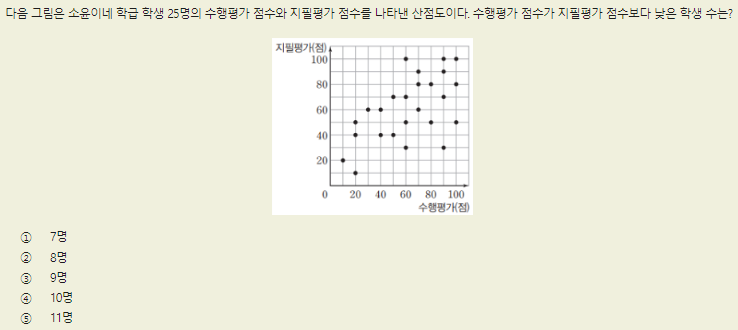 다음 그림은 소윤이네 학급 학생 25명의 수행평가 점수와 지필평가 점수를 나타낸 산점도이다. 수행평가 점수가 지필평가 점수보다 낮은 학생 수는?
지필평가(점)
100
80
60
40
20
0 20 40 60 80 100
수행평가(점)
① 7명
② 8명
③ 9명
④ 10명
⑤ 11명